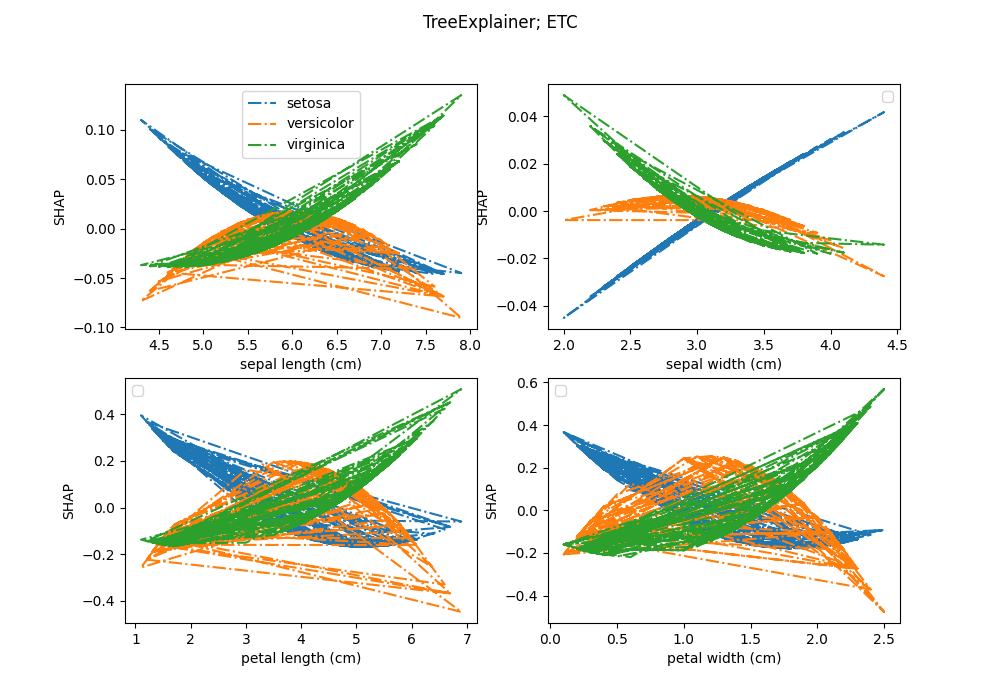 TreeExplainer; ETC
setosa
versicolor
virginica
0.10
0.05
0.00
−0.05
−0.10
SHAP
4.5 5.0 5.5 6.0 6.5 7.0 7.5 8.0
sepal length (cm)
0.04
0.02
0.00
−0.02
−0.04
SHAP
2.0 2.5 3.0 3.5 4.0 4.5
sepal width (cm)
0.4
0.2
0.0
−0.2
−0.4
SHAP
1 2 3 4 5 6 7
petal length (cm)
0.6
0.4
0.2
0.0
−0.2
−0.4
SHAP
0.0 0.5 1.0 1.5 2.0 2.5
petal width (cm)